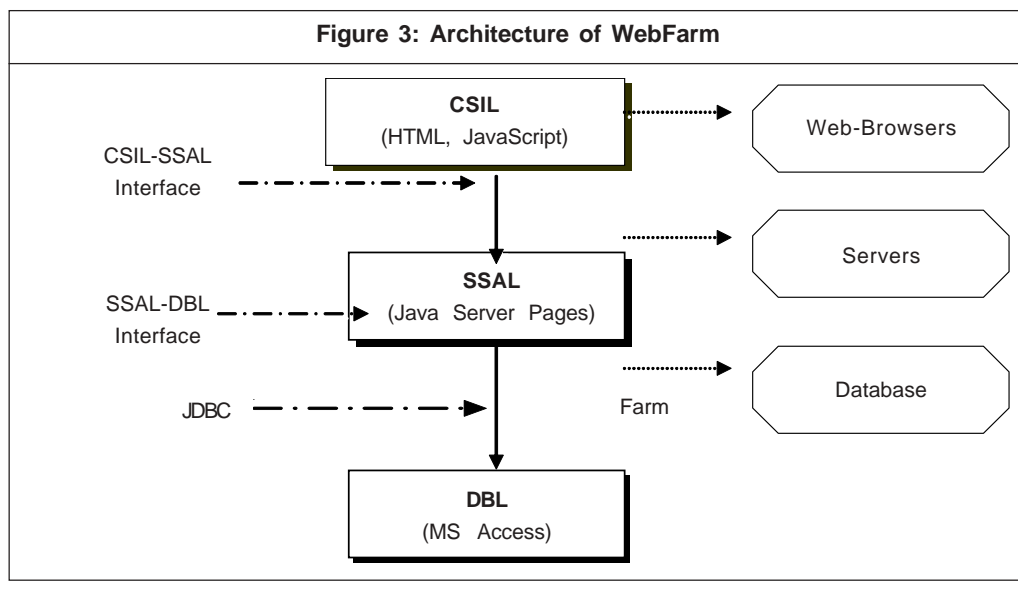 Figure 3: Architecture of WebFarm
CSIL
(HTML, JavaScript)
Web-Browsers
CSIL-SSAL
Interface
SSAL
(Java Server Pages)
Servers
SSAL-DBL
Interface
JDBC
Farm
Database
DBL
(MS Access)